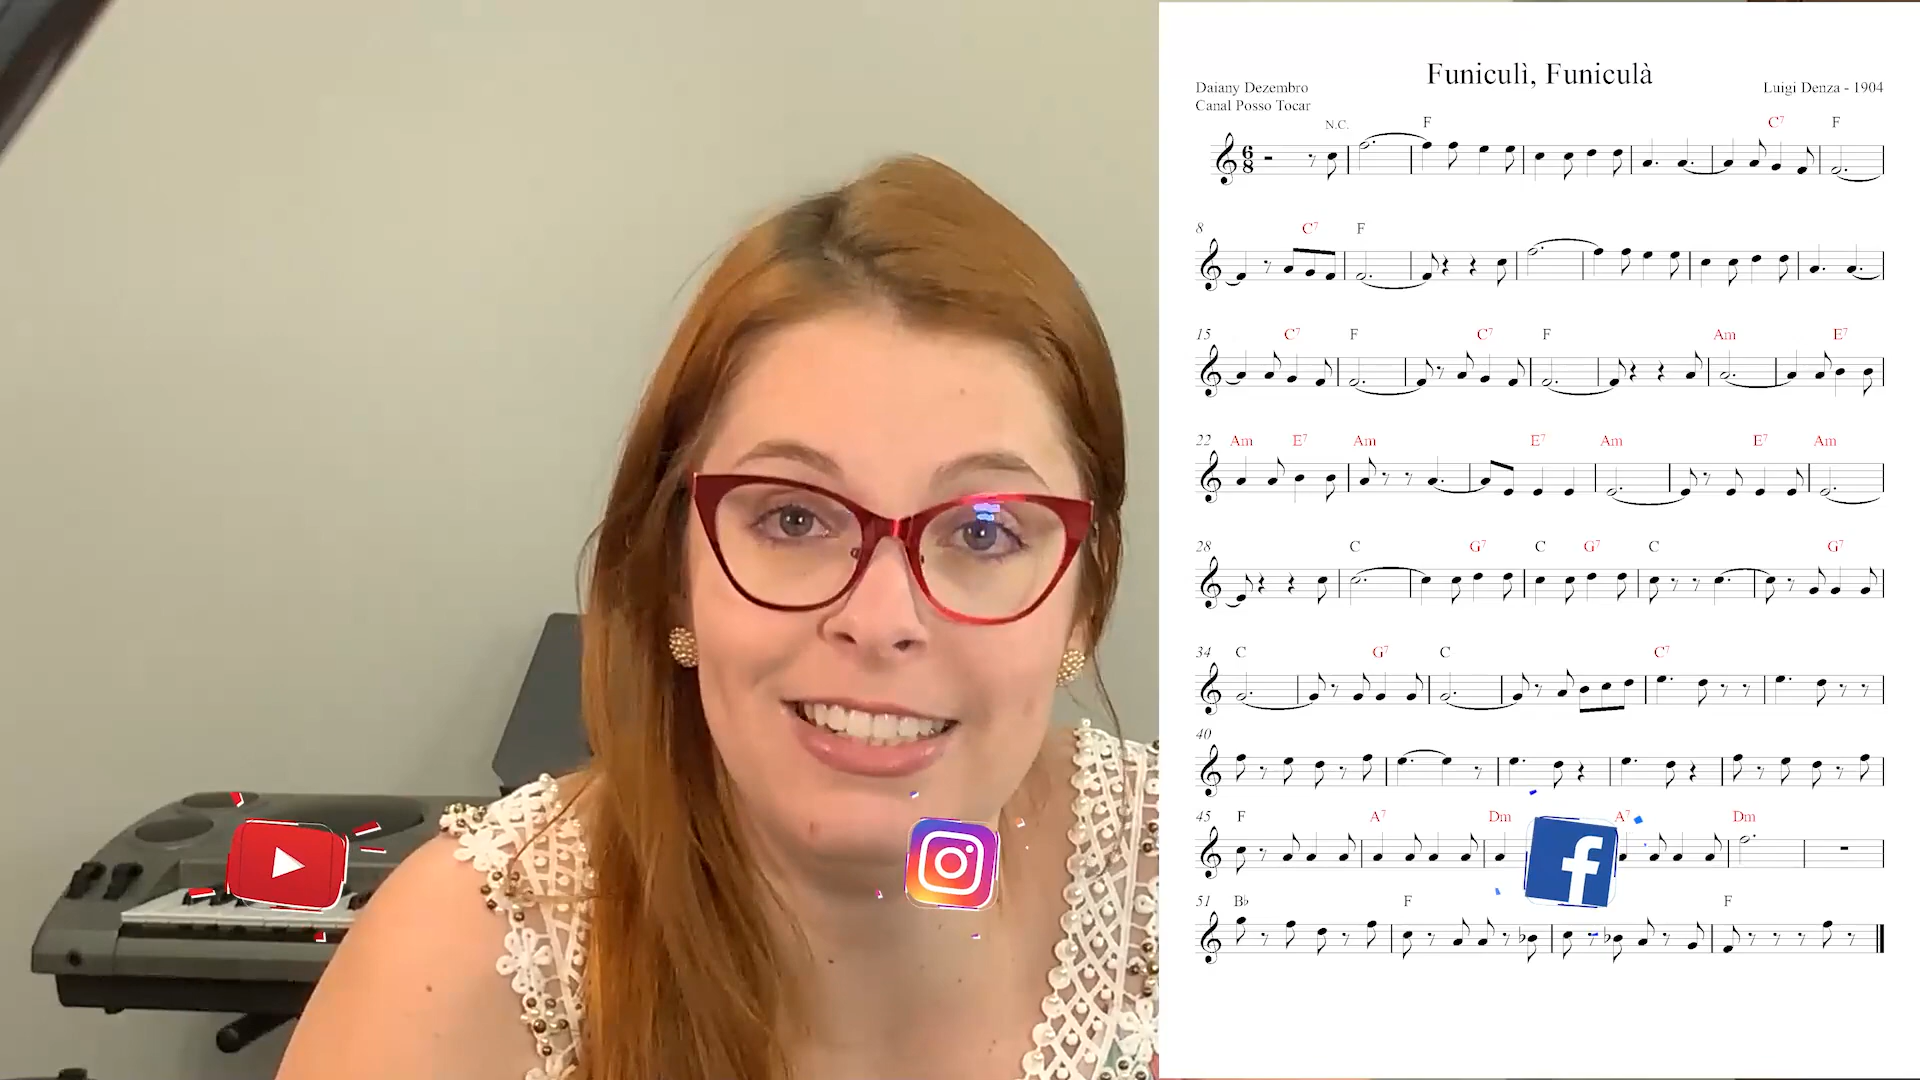 Funiculì, Funiculà
Daiany Dezembro
Canal Posso Tocar
Luigi Denza - 1904
N.C. F C7 F
6
8
8 C7 F
15 C7 F C7 F Am E7
22 Am E7 Am E7 Am E7 Am
28 C G7 C G7 C G7
34 C G7 C C7
40
45 F A7 Dm A7 Dm
51 B♭ F F
f